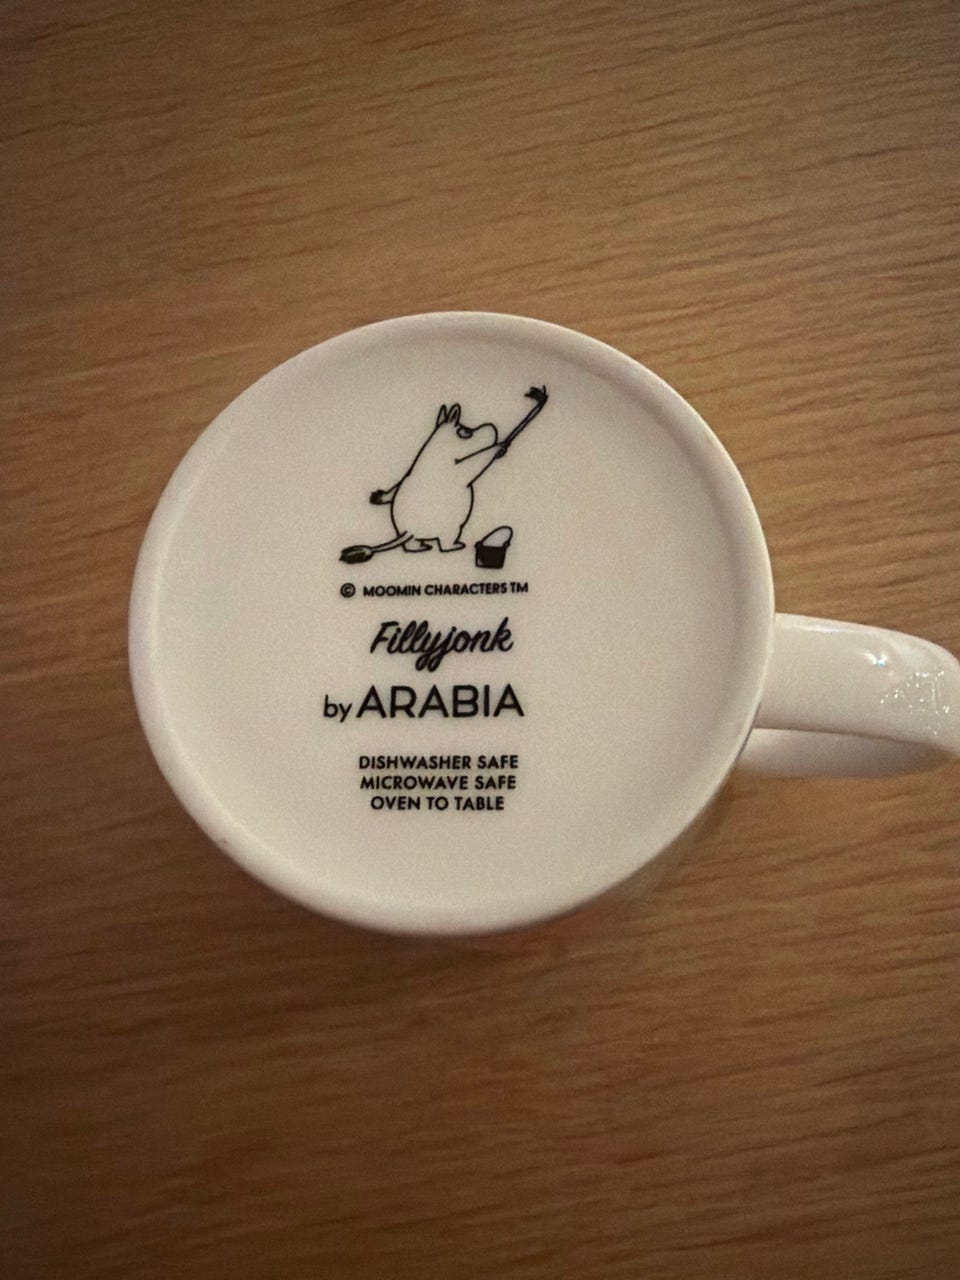 © MOOMIN CHARACTERS TM
Fillyjonk
by ARABIA
DISHWASHER SAFE
MICROWAVE SAFE
OVEN TO TABLE